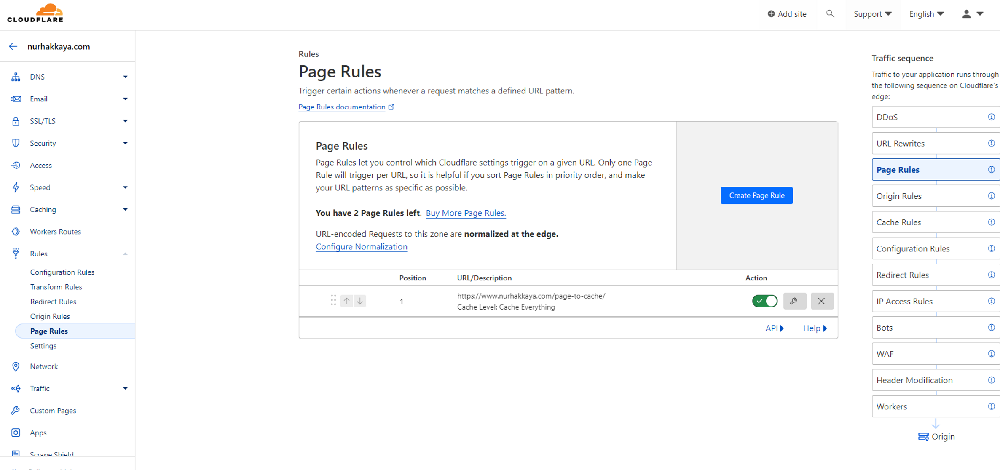 CLOUDFLARE
Add site
Support
English
nurhakkaya.com
DNS
Email
SSL/TLS
Security
Access
Speed
Caching
Workers Routes
Rules
Configuration Rules
Transform Rules
Redirect Rules
Origin Rules
Page Rules
Settings
Network
Traffic
Custom Pages
Apps
Scrape Shield
Rules
Page Rules
Trigger certain actions whenever a request matches a defined URL pattern.
Page Rules documentation
Page Rules
Page Rules let you control which Cloudflare settings trigger on a given URL. Only one Page
Rule will trigger per URL, so it is helpful if you sort Page Rules in priority order, and make
your URL patterns as specific as possible.
You have 2 Page Rules left. Buy More Page Rules.
URL-encoded Requests to this zone are normalized at the edge.
Configure Normalization
Create Page Rule
Position URL/Description Action
1 https://www.nurhakkaya.com/page-to-cache/
Cache Level: Cache Everything
API Help
Traffic sequence
Traffic to your application runs through
the following sequence on Cloudflare's
edge:
DDoS
URL Rewrites
Page Rules
Origin Rules
Cache Rules
Configuration Rules
Redirect Rules
IP Access Rules
Bots
WAF
Header Modification
Workers
Origin